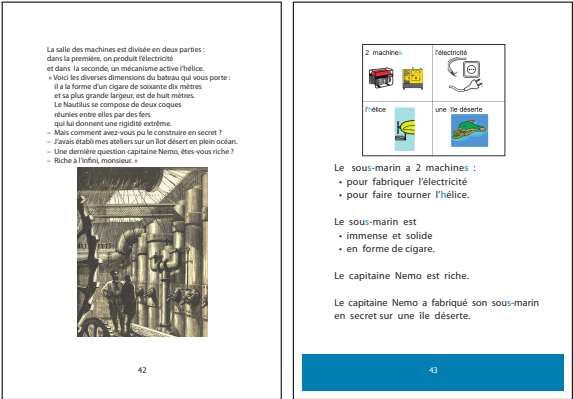 La salle des machines est divisée en deux parties :
dans la première, on produit l'électricité
et dans la seconde, un mécanisme active l'hélice.
« Voici les diverses dimensions du bateau qui vous porte :
il a la forme d'un cigare de soixante dix mètres
et sa plus grande largeur, est de huit mètres.
Le Nautilus se compose de deux coques
réunies entre elles par des fers
qui lui donnent une rigidité extrême.
– Mais comment avez-vous pu le construire en secret ?
– J'avais établi mes ateliers sur un îlot désert en plein océan.
– Une dernière question capitaine Nemo, êtes-vous riche ?
– Riche à l'infini, monsieur. »
42
2 machines
l'électricité
l'hélice
une île déserte
Le sous-marin a 2 machines :
• pour fabriquer l'électricité
• pour faire tourner l'hélice.
Le sous-marin est
• immense et solide
• en forme de cigare.
Le capitaine Nemo est riche.
Le capitaine Nemo a fabriqué son sous-marin
en secret sur une île déserte.
43